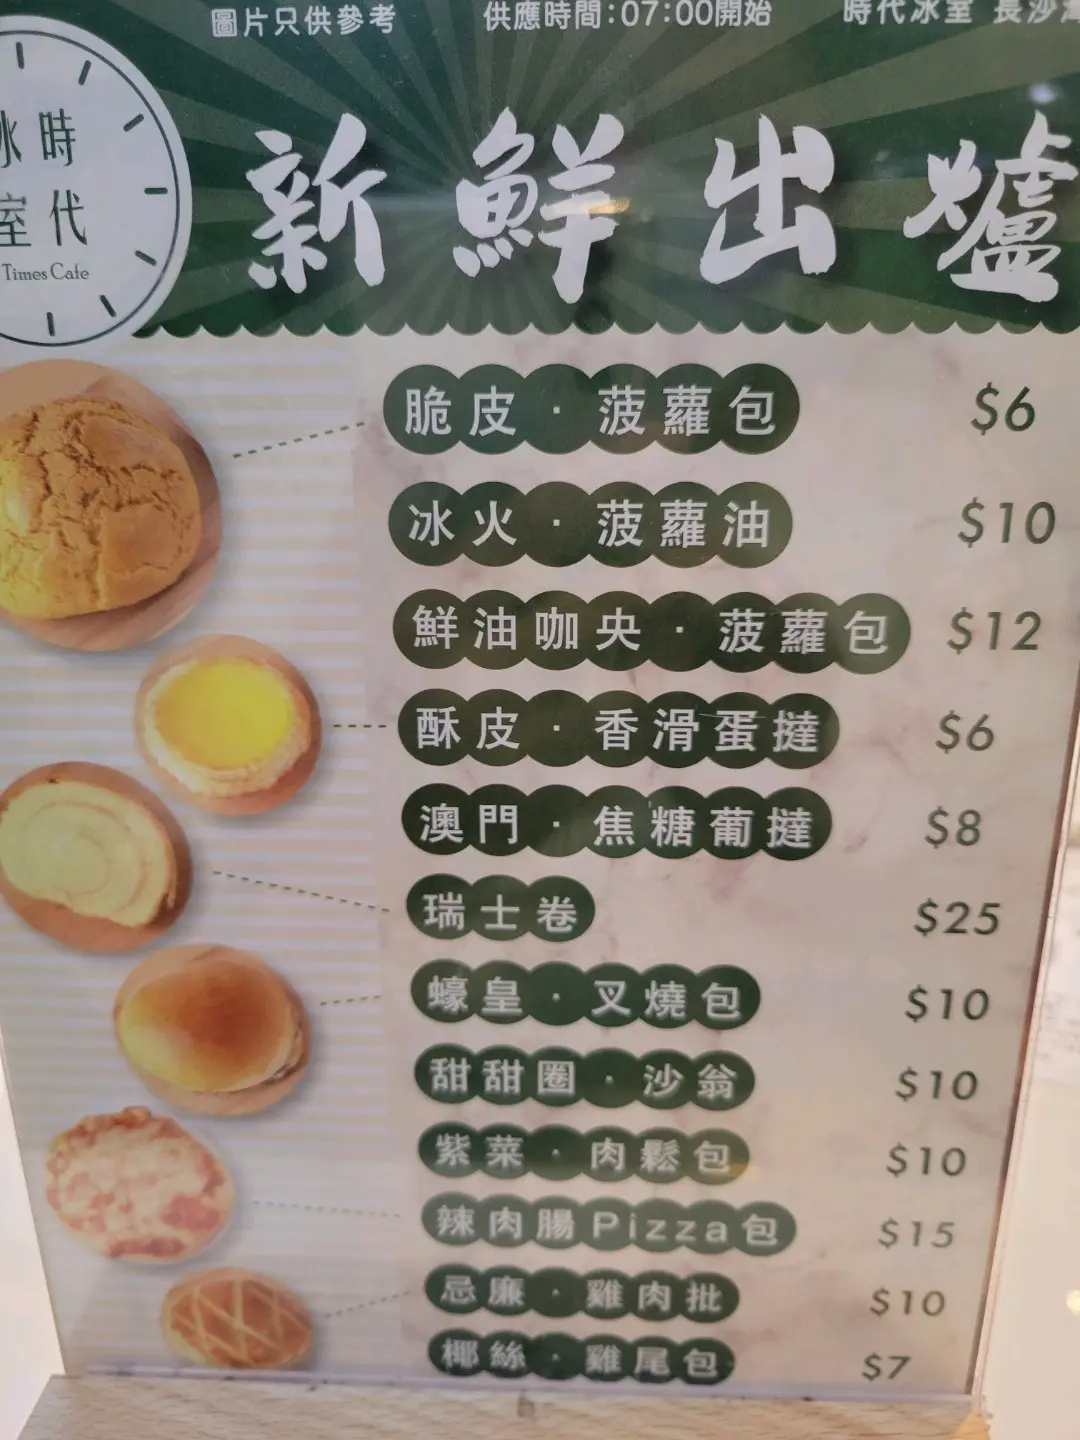 圖片只供參考
供應時間:07:00開始
時代冰室 長沙灣
冰時
室代
Times Cafe
新鮮出爐
脆皮·菠蘿包 $6
冰火·菠蘿油 $10
鮮油咖央·菠蘿包 $12
酥皮·香滑蛋撻 $6
澳門·焦糖葡撻 $8
瑞士卷 $25
蠔皇·叉燒包 $10
甜甜圈·沙翁 $10
紫菜·肉鬆包 $10
辣肉腸Pizza包 $15
忌廉·雞肉批 $10
椰絲·雞尾包 $7